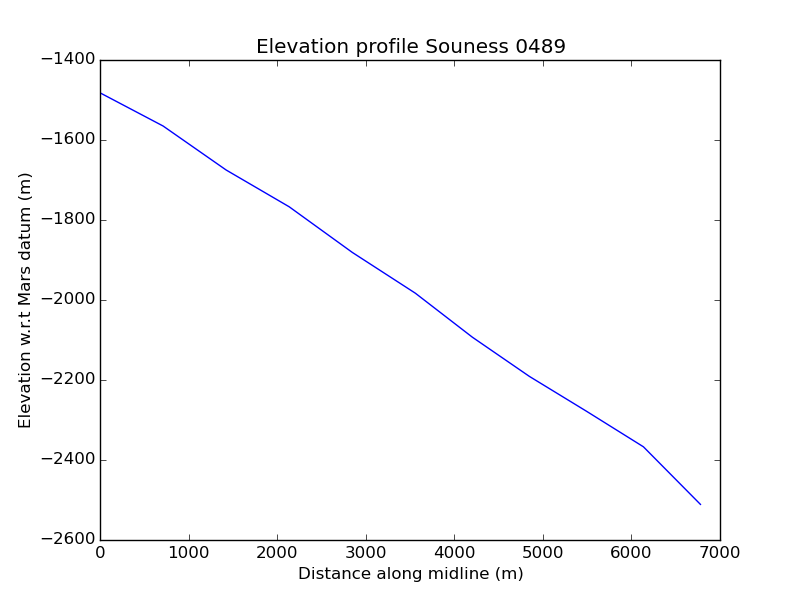 Elevation profile Souness 0489
−1400
−1600
−1800
−2000
−2200
−2400
−2600
Elevation w.r.t Mars datum (m)
0 1000 2000 3000 4000 5000 6000 7000
Distance along midline (m)